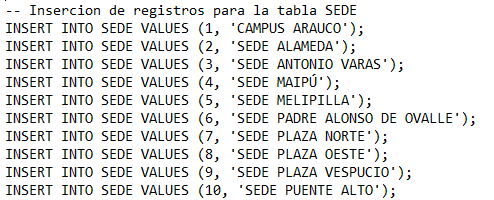 -- Insercion de registros para la tabla SEDE
INSERT INTO SEDE VALUES (1, 'CAMPUS ARAUCO');
INSERT INTO SEDE VALUES (2, 'SEDE ALAMEDA');
INSERT INTO SEDE VALUES (3, 'SEDE ANTONIO VARAS');
INSERT INTO SEDE VALUES (4, 'SEDE MAIPÚ');
INSERT INTO SEDE VALUES (5, 'SEDE MELIPILLA');
INSERT INTO SEDE VALUES (6, 'SEDE PADRE ALONSO DE OVALLE');
INSERT INTO SEDE VALUES (7, 'SEDE PLAZA NORTE');
INSERT INTO SEDE VALUES (8, 'SEDE PLAZA OESTE');
INSERT INTO SEDE VALUES (9, 'SEDE PLAZA VESPUCIO');
INSERT INTO SEDE VALUES (10, 'SEDE PUENTE ALTO');